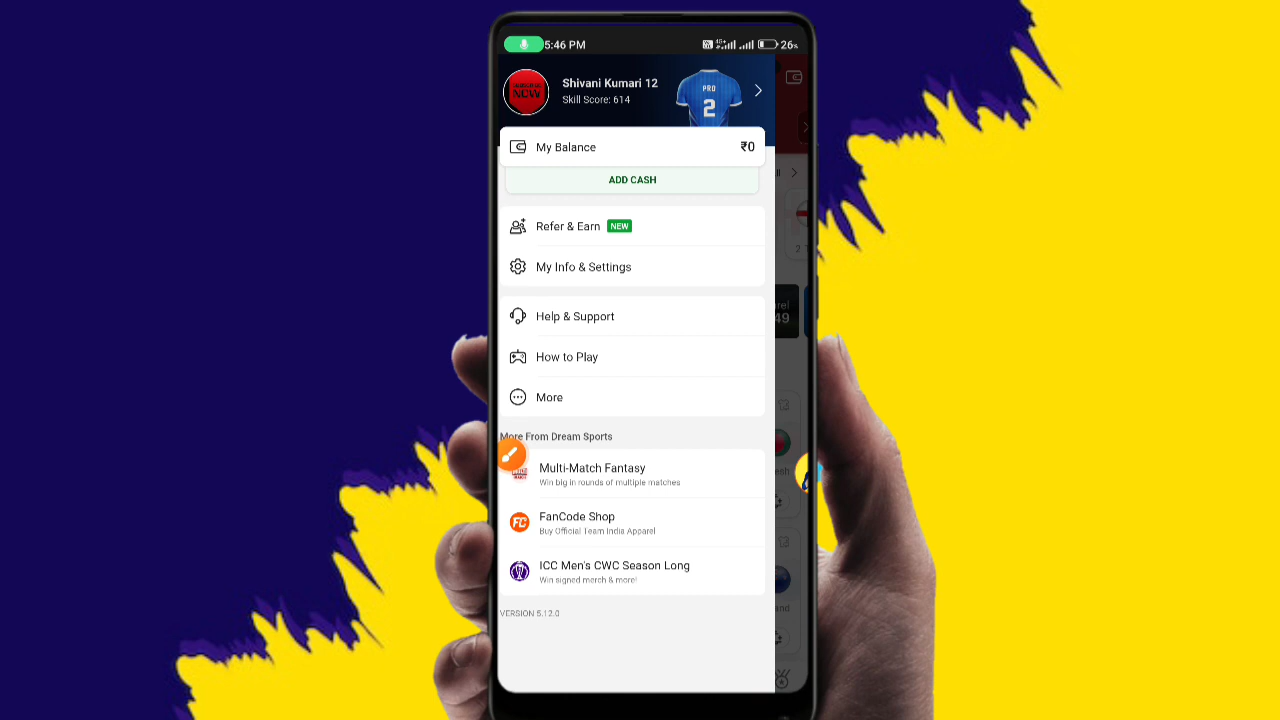 5:46 PM
4G+
26%
Shivani Kumari 12
Skill Score: 614
NCW
PRO
2
My Balance
₹0
ADD CASH
Refer & Earn NEW
My Info & Settings
Help & Support
How to Play
More
More From Dream Sports
Multi-Match Fantasy
Win big in rounds of multiple matches
FC
FanCode Shop
Buy Official Team India Apparel
ICC Men's CWC Season Long
Win signed merch & more!
VERSION 5.12.0